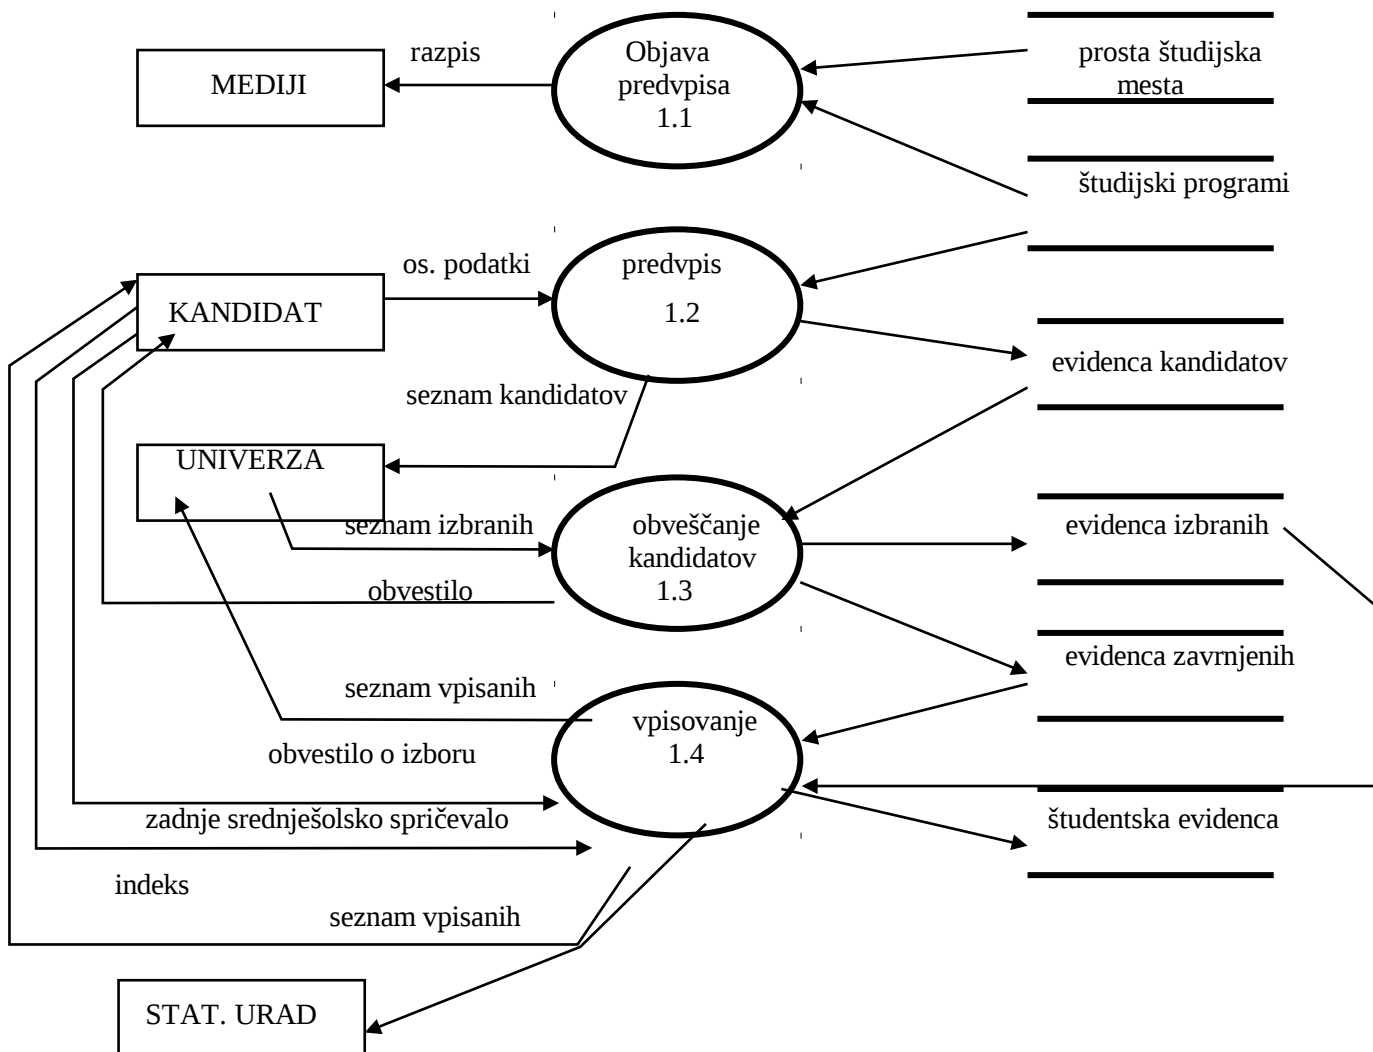 razpis
Objava
predvpisa
1.1
prosta študijska
mesta
MEDIJI
študijski programi
os. podatki
predvpis
1.2
KANDIDAT
evidenca kandidatov
seznam kandidatov
UNIVERZA
seznam izbranih
obveščanje
kandidatov
1.3
evidenca izbranih
obvestilo
evidenca zavrnjenih
seznam vpisanih
vpisovanje
1.4
obvestilo o izboru
zadnje srednješolsko spričevalo
študentska evidenca
indeks
seznam vpisanih
STAT. URAD